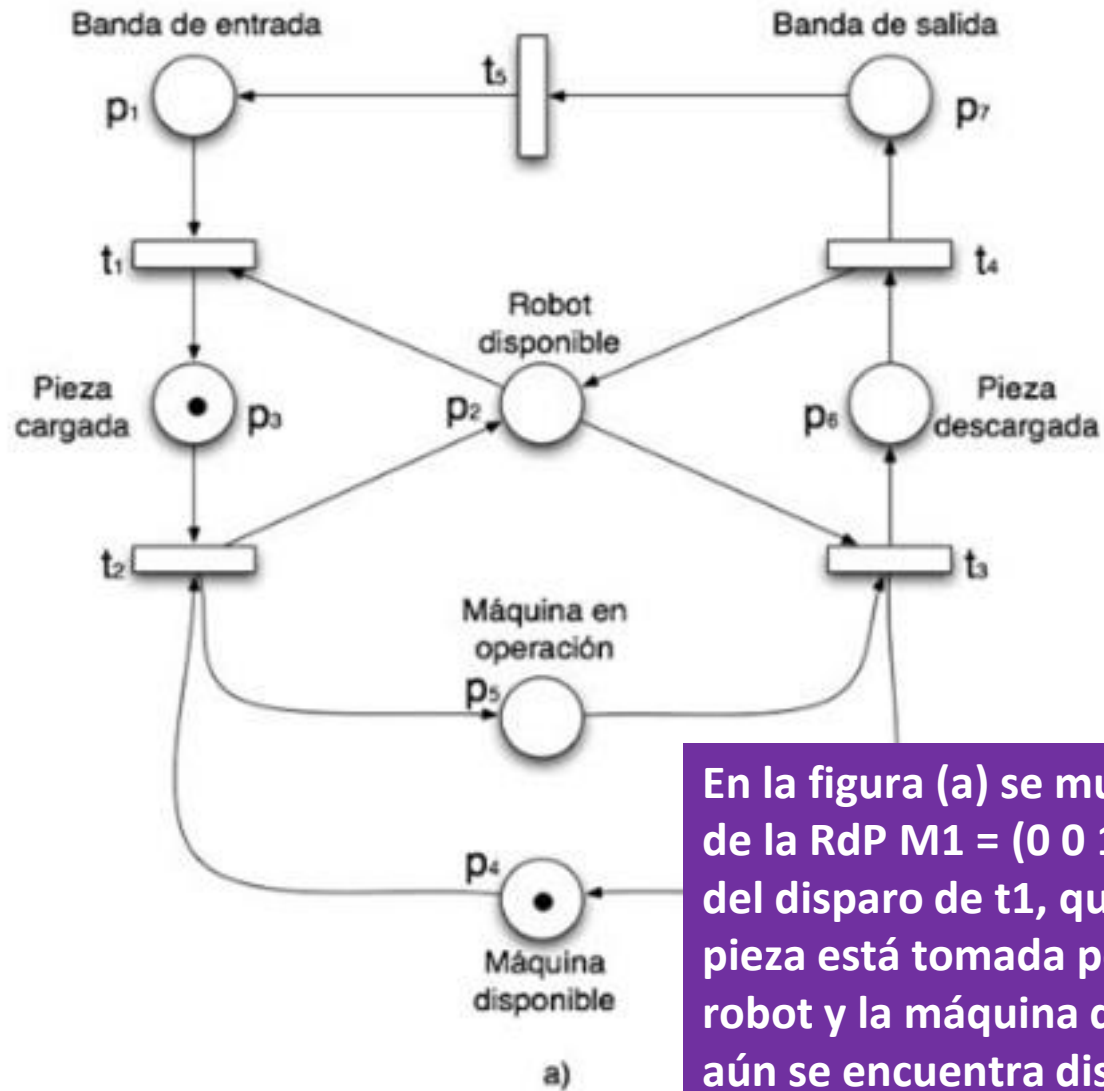 Banda de entrada
Banda de salida
t₅
p₁
p₇
t₁
t₄
Robot
disponible
Pieza
cargada
p₃
p₂
p₆
Pieza
descargada
t₂
t₃
Máquina en
operación
p₅
p₄
Máquina
disponible
a)
En la figura (a) se mu
de la RdP M1 = (0 0 1
del disparo de t1, qu
pieza está tomada p
robot y la máquina
aún se encuentra dis